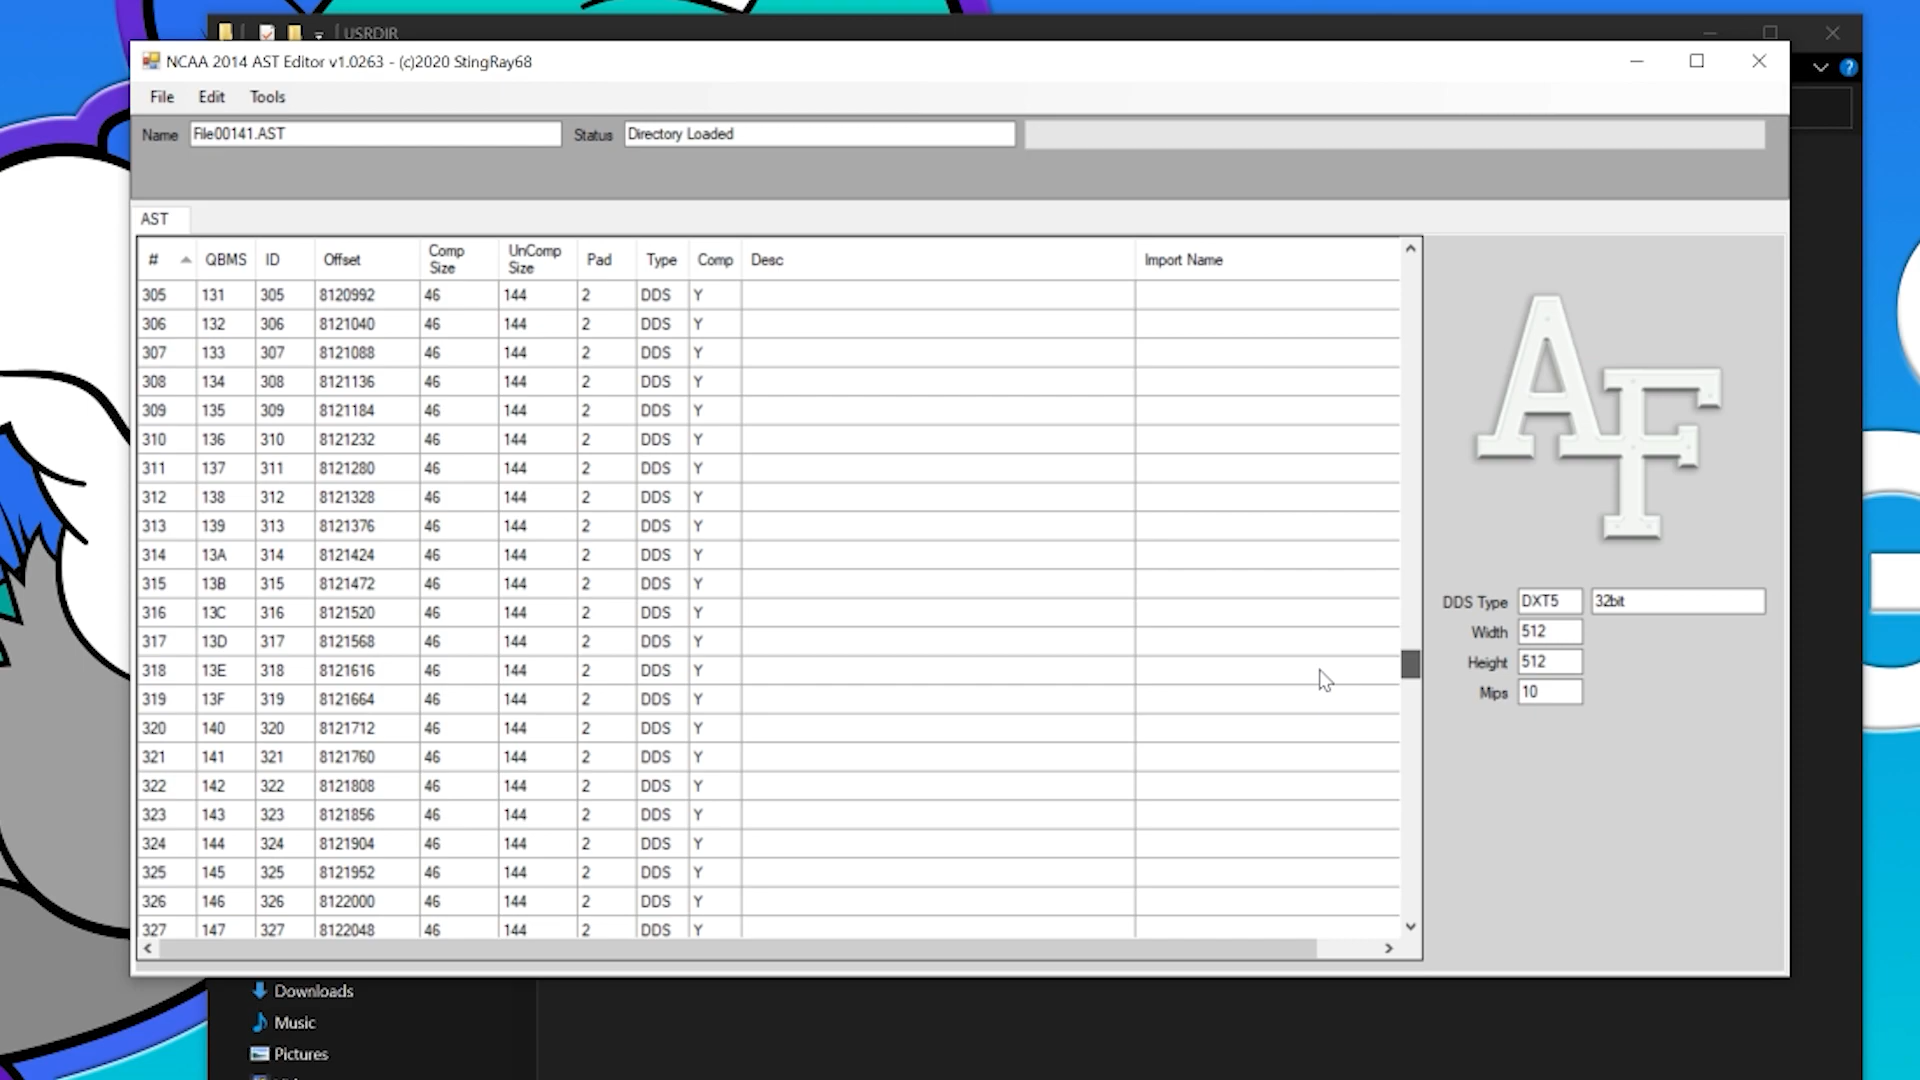 USRDIR
NCAA 2014 AST Editor v1.0263 - (c)2020 StingRay68
File Edit Tools
Name File00141.AST Status Directory Loaded
AST
# QBMS ID Offset Comp Size UnComp Size Pad Type Comp Desc Import Name
305 131 305 8120992 46 144 2 DDS Y
306 132 306 8121040 46 144 2 DDS Y
307 133 307 8121088 46 144 2 DDS Y
308 134 308 8121136 46 144 2 DDS Y
309 135 309 8121184 46 144 2 DDS Y
310 136 310 8121232 46 144 2 DDS Y
311 137 311 8121280 46 144 2 DDS Y
312 138 312 8121328 46 144 2 DDS Y
313 139 313 8121376 46 144 2 DDS Y
314 13A 314 8121424 46 144 2 DDS Y
315 13B 315 8121472 46 144 2 DDS Y
316 13C 316 8121520 46 144 2 DDS Y
317 13D 317 8121568 46 144 2 DDS Y
318 13E 318 8121616 46 144 2 DDS Y
319 13F 319 8121664 46 144 2 DDS Y
320 140 320 8121712 46 144 2 DDS Y
321 141 321 8121760 46 144 2 DDS Y
322 142 322 8121808 46 144 2 DDS Y
323 143 323 8121856 46 144 2 DDS Y
324 144 324 8121904 46 144 2 DDS Y
325 145 325 8121952 46 144 2 DDS Y
326 146 326 8122000 46 144 2 DDS Y
327 147 327 8122048 46 144 2 DDS Y
AF
DDS Type DXT5 32bit
Width 512
Height 512
Mips 10
Downloads
Music
Pictures